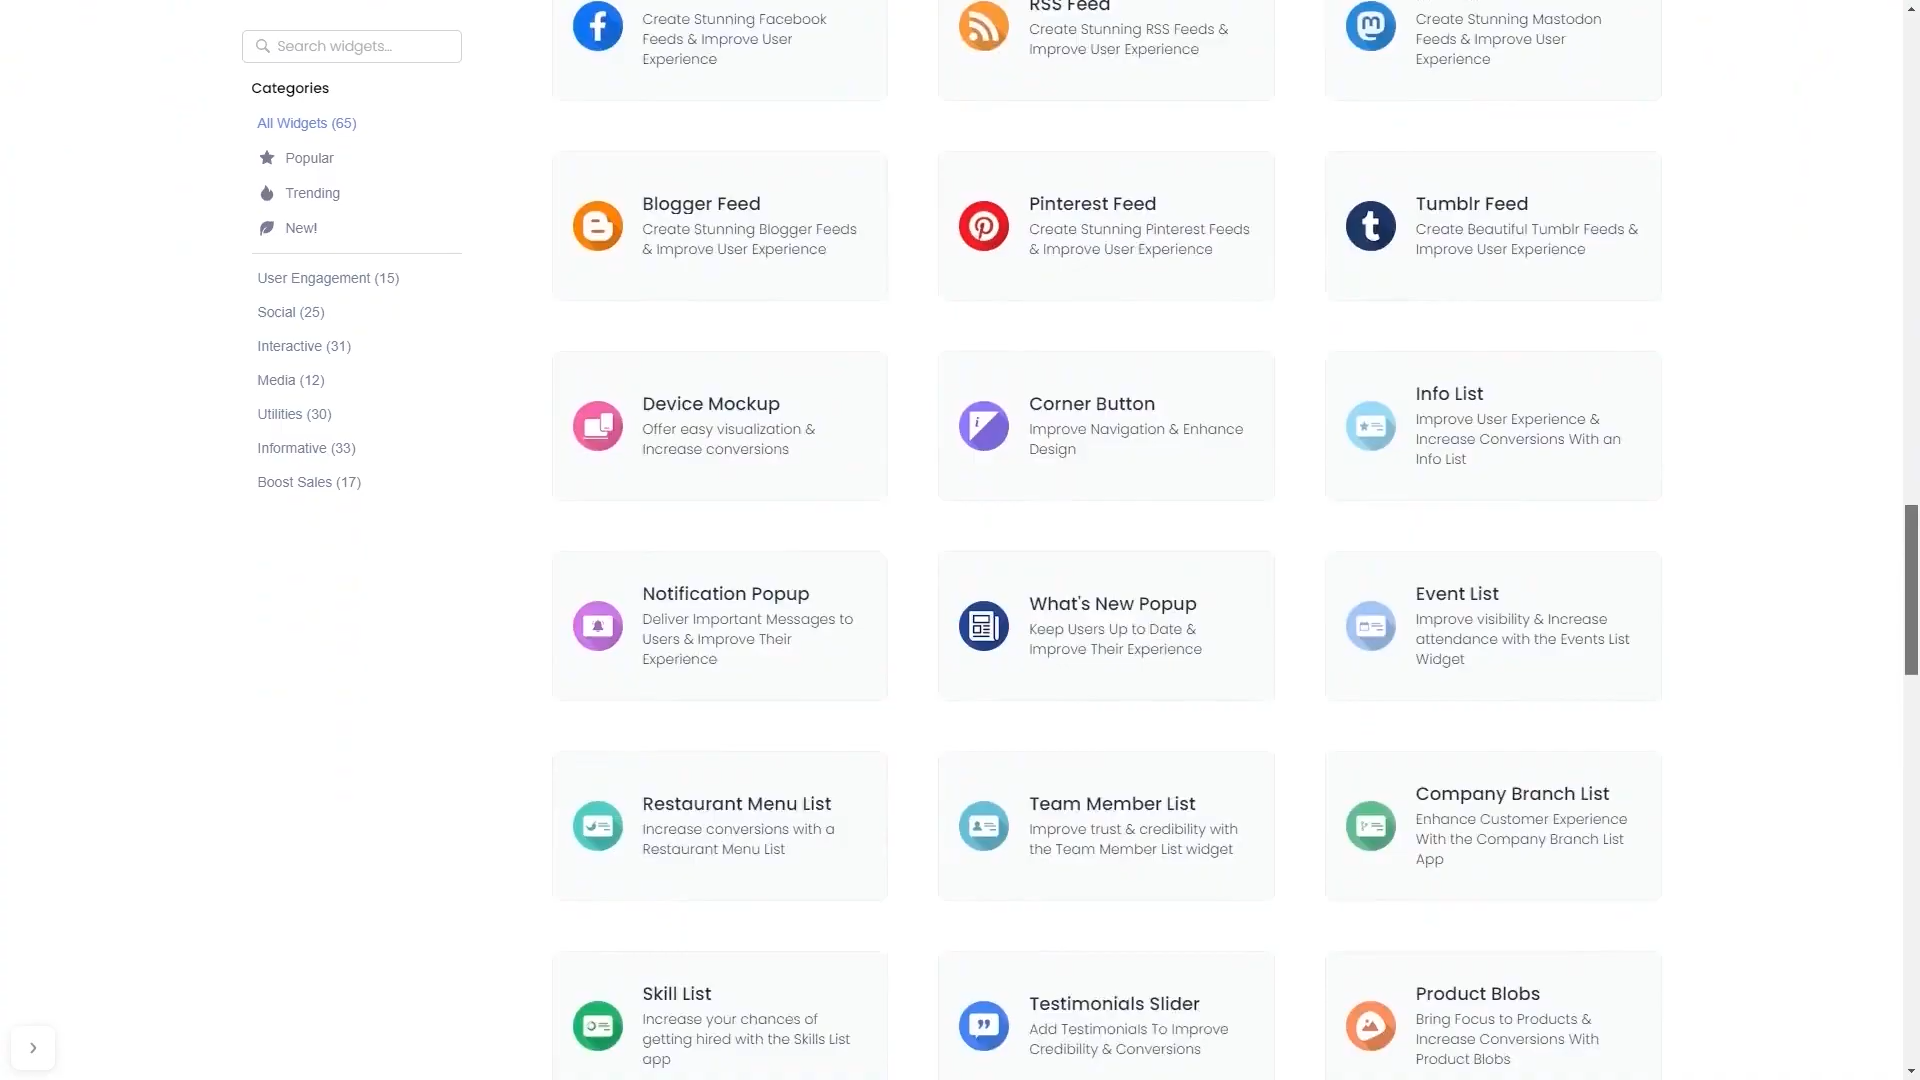 Search widgets...
Categories
All Widgets (65)
Popular
Trending
New!
User Engagement (15)
Social (25)
Interactive (31)
Media (12)
Utilities (30)
Informative (33)
Boost Sales (17)
Create Stunning Facebook
Feeds & Improve User
Experience
RSS Feed
Create Stunning RSS Feeds &
Improve User Experience
Create Stunning Mastodon
Feeds & Improve User
Experience
Blogger Feed
Create Stunning Blogger Feeds
& Improve User Experience
Pinterest Feed
Create Stunning Pinterest Feeds
& Improve User Experience
Tumblr Feed
Create Beautiful Tumblr Feeds &
Improve User Experience
Device Mockup
Offer easy visualization &
Increase conversions
Corner Button
Improve Navigation & Enhance
Design
Info List
Improve User Experience &
Increase Conversions With an
Info List
Notification Popup
Deliver Important Messages to
Users & Improve Their
Experience
What's New Popup
Keep Users Up to Date &
Improve Their Experience
Event List
Improve visibility & Increase
attendance with the Events List
Widget
Restaurant Menu List
Increase conversions with a
Restaurant Menu List
Team Member List
Improve trust & credibility with
the Team Member List widget
Company Branch List
Enhance Customer Experience
With the Company Branch List
App
Skill List
Increase your chances of
getting hired with the Skills List
app
Testimonials Slider
Add Testimonials To Improve
Credibility & Conversions
Product Blobs
Bring Focus to Products &
Increase Conversions With
Product Blobs